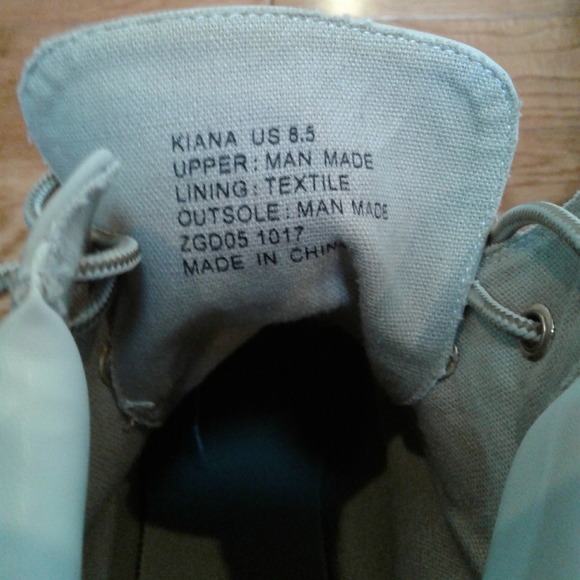 KIANA US 8.5
UPPER: MAN MADE
LINING: TEXTILE
OUTSOLE: MAN MADE
ZGD05 1017
MADE IN CHINA